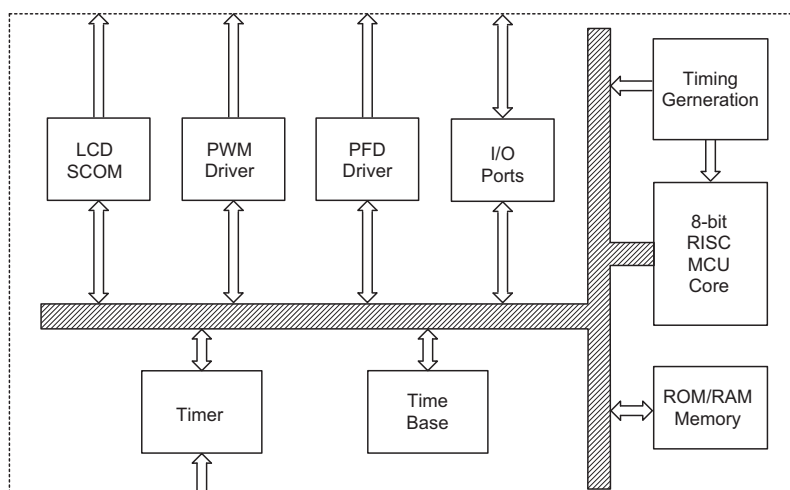 LCD
SCOM
PWM
Driver
PFD
Driver
I/O
Ports
Timing
Gerneration
8-bit
RISC
MCU
Core
Timer
Time
Base
ROM/RAM
Memory